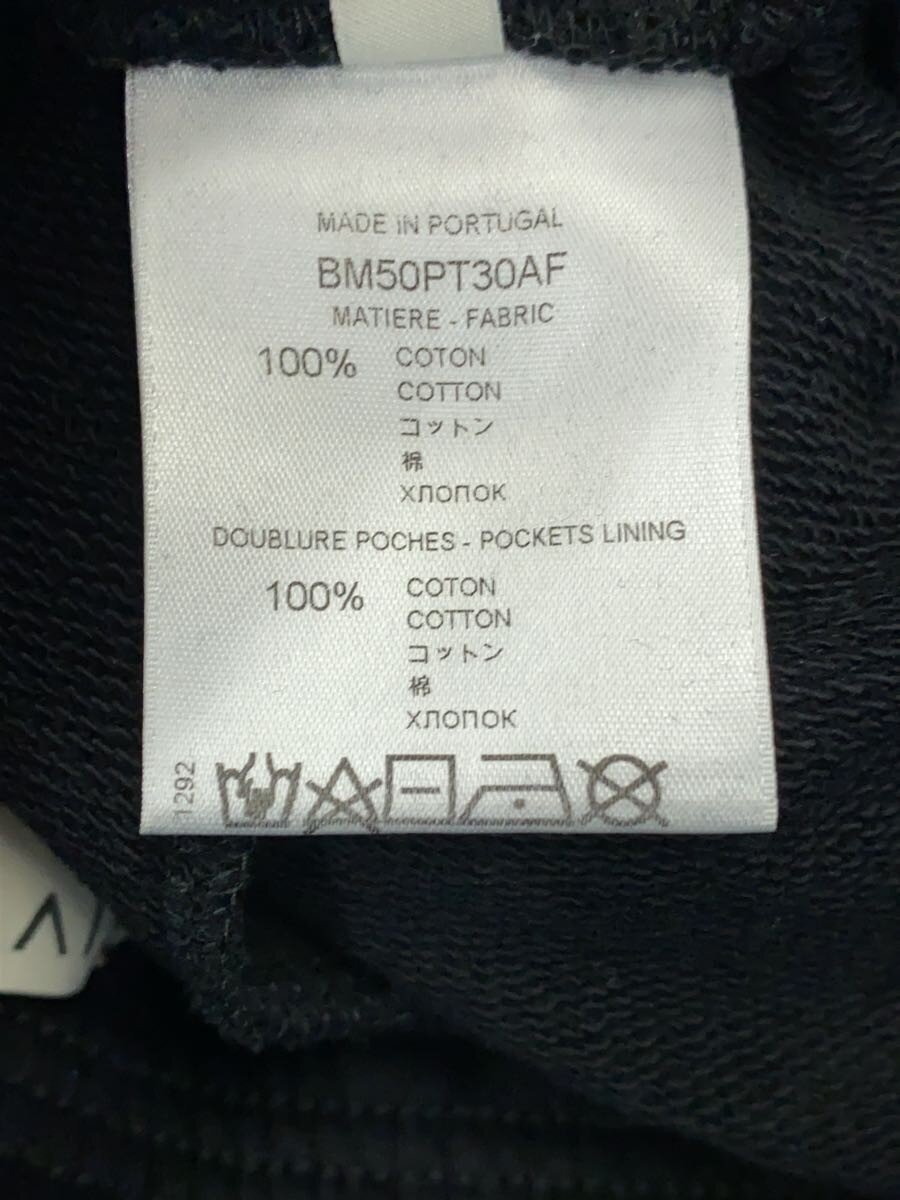 MADE IN PORTUGAL
BM50PT30AF
MATIERE - FABRIC
100% COTON
COTTON
コットン
棉
хлопок
DOUBLURE POCHES - POCKETS LINING
100% COTON
COTTON
コットン
棉
хлопок
1292